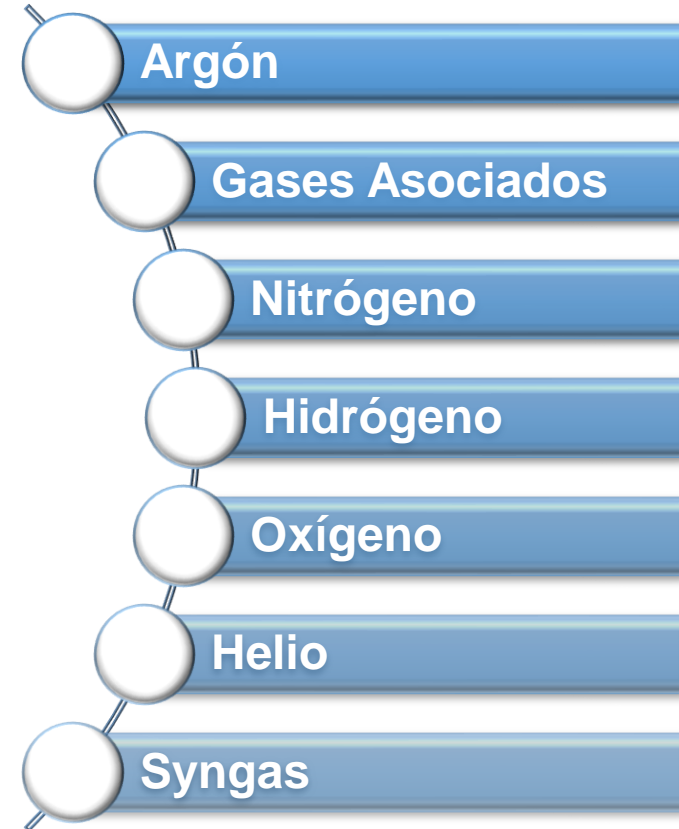 Argón
Gases Asociados
Nitrógeno
Hidrógeno
Oxígeno
Helio
Syngas